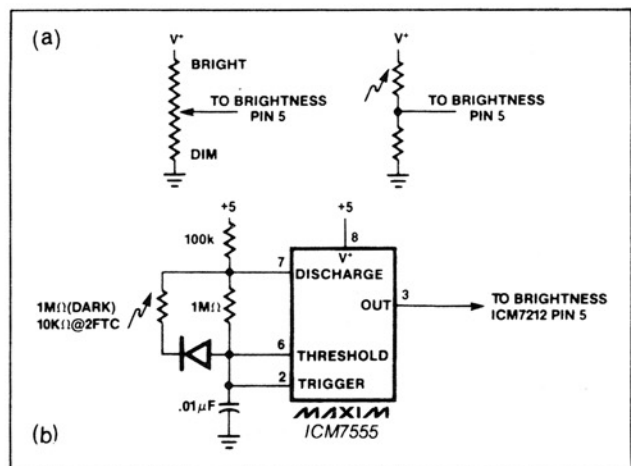 (a)
V+
BRIGHT
TO BRIGHTNESS
PIN 5
DIM
V+
TO BRIGHTNESS
PIN 5
+5
100k
+5
8
V+
7
DISCHARGE
1MΩ(DARK)
10KΩ@2FTC
1MΩ
OUT
3
TO BRIGHTNESS
ICM7212 PIN 5
6
THRESHOLD
2
TRIGGER
.01μF
MAXIM
ICM7555
(b)